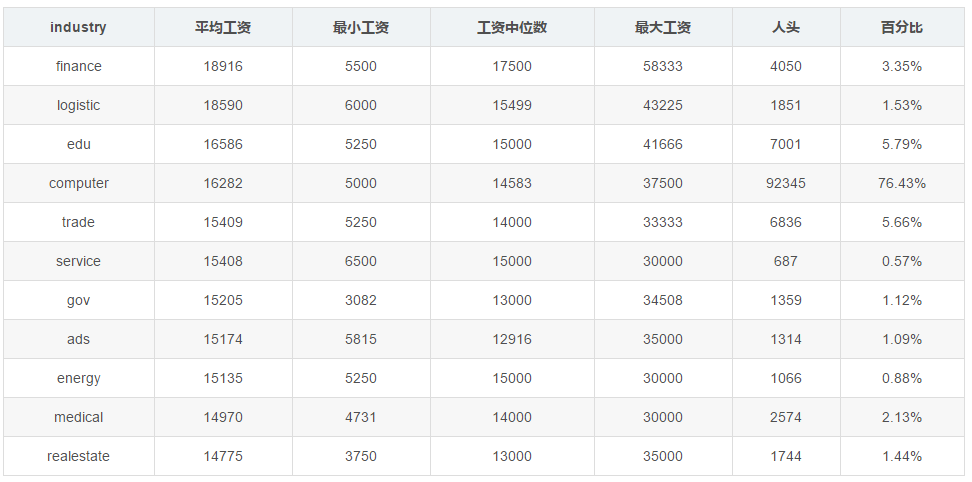 industry 平均工资 最小工资 工资中位数 最大工资 人头 百分比
finance 18916 5500 17500 58333 4050 3.35%
logistic 18590 6000 15499 43225 1851 1.53%
edu 16586 5250 15000 41666 7001 5.79%
computer 16282 5000 14583 37500 92345 76.43%
trade 15409 5250 14000 33333 6836 5.66%
service 15408 6500 15000 30000 687 0.57%
gov 15205 3082 13000 34508 1359 1.12%
ads 15174 5815 12916 35000 1314 1.09%
energy 15135 5250 15000 30000 1066 0.88%
medical 14970 4731 14000 30000 2574 2.13%
realestate 14775 3750 13000 35000 1744 1.44%